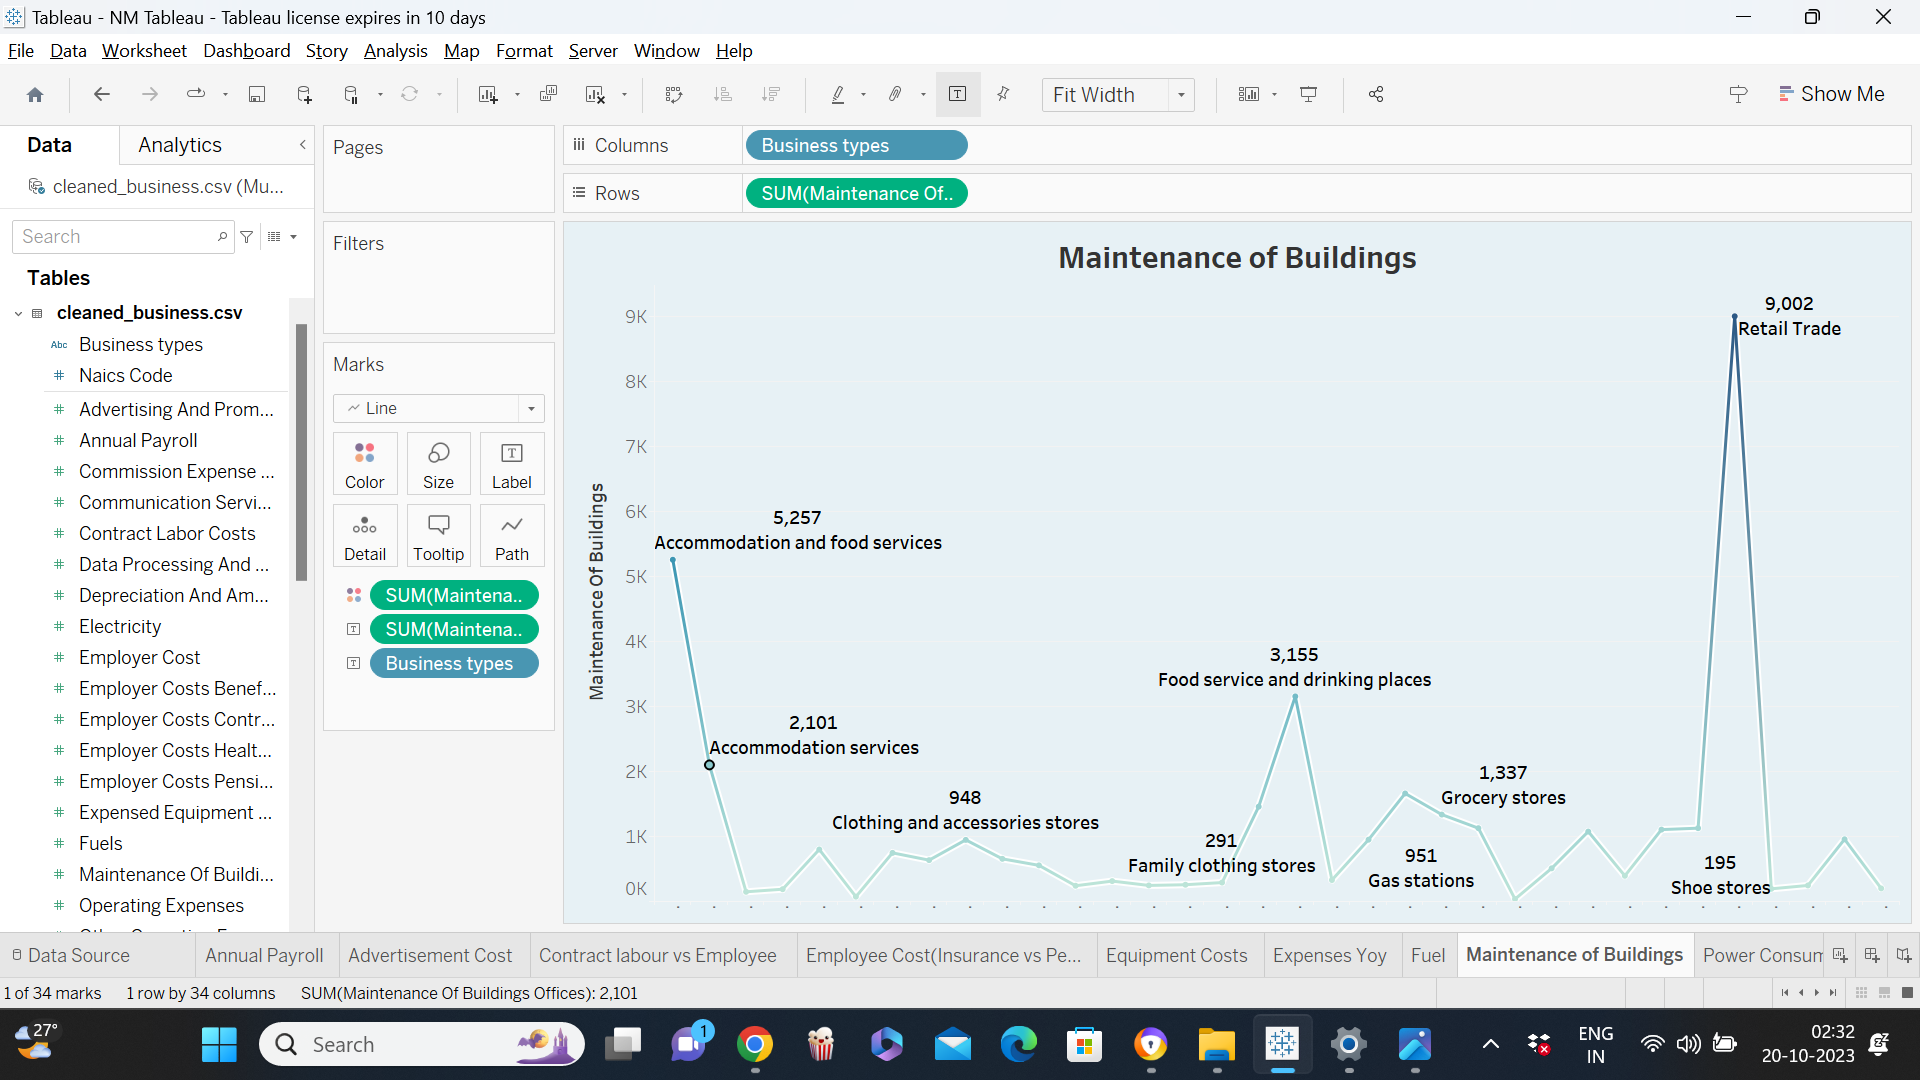 Tableau - NM Tableau - Tableau license expires in 10 days
File Data Worksheet Dashboard Story Analysis Map Format Server Window Help
Fit Width
Show Me
Data
Analytics
cleaned_business.csv (Mu...
Search
Tables
cleaned_business.csv
Abc Business types
# Naics Code
# Advertising And Prom...
# Annual Payroll
# Commission Expense ...
# Communication Servi...
# Contract Labor Costs
# Data Processing And ...
# Depreciation And Am...
# Electricity
# Employer Cost
# Employer Costs Benef...
# Employer Costs Contr...
# Employer Costs Healt...
# Employer Costs Pensi...
# Expensed Equipment ...
# Fuels
# Maintenance Of Buildi...
# Operating Expenses
Pages
Filters
Marks
Line
Color
Size
T Label
Detail
Tooltip
Path
SUM(Maintena..
T SUM(Maintena..
T Business types
Columns
Business types
Rows
SUM(Maintenance Of..
Maintenance of Buildings
Maintenance Of Buildings
9K
8K
7K
6K
5K
4K
3K
2K
1K
0K
9,002
Retail Trade
5,257
Accommodation and food services
3,155
Food service and drinking places
2,101
Accommodation services
948
Clothing and accessories stores
1,337
Grocery stores
291
Family clothing stores
951
Gas stations
195
Shoe stores
Data Source
Annual Payroll
Advertisement Cost
Contract labour vs Employee
Employee Cost(Insurance vs Pe...
Equipment Costs
Expenses Yoy
Fuel
Maintenance of Buildings
Power Consum
1 of 34 marks
1 row by 34 columns
SUM(Maintenance Of Buildings Offices): 2,101
27°
Search
1
ENG
IN
02:32
20-10-2023